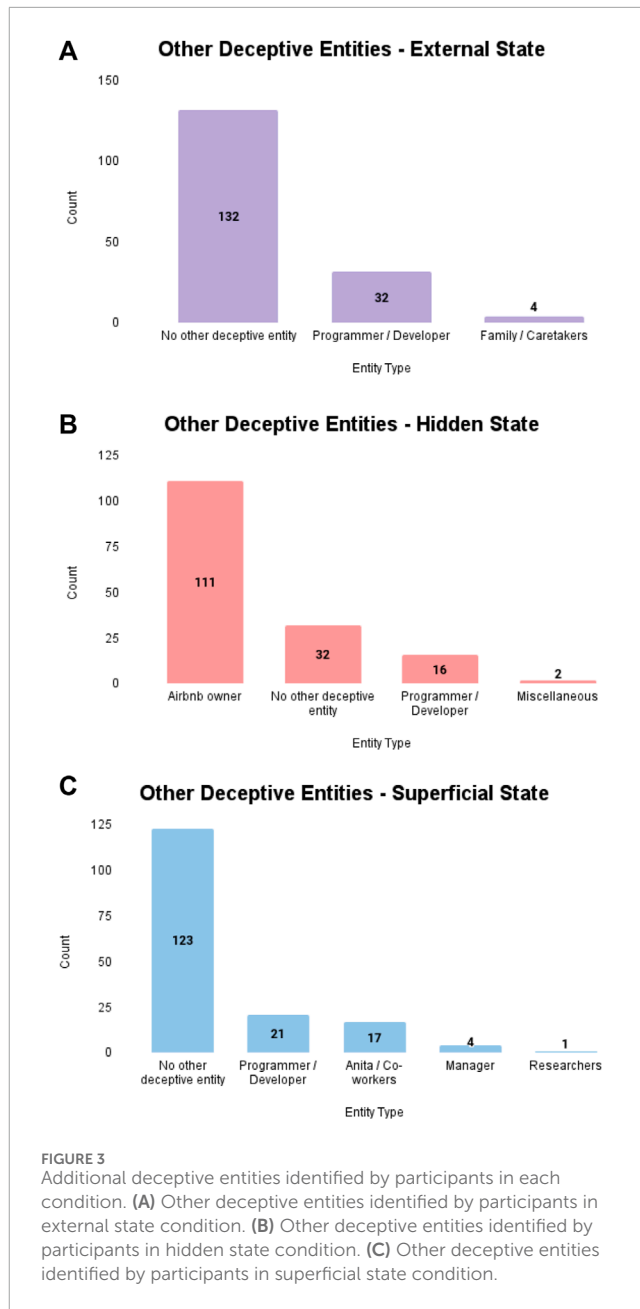 A
Other Deceptive Entities - External State
150
100
50
0
Count
132
32
4
No other deceptive entity
Programmer / Developer
Family / Caretakers
Entity Type
B
Other Deceptive Entities - Hidden State
125
100
75
50
25
0
Count
111
32
16
2
Airbnb owner
No other deceptive
entity
Programmer /
Developer
Miscellaneous
Entity Type
C
Other Deceptive Entities - Superficial State
125
100
75
50
25
0
Count
123
21
17
4
1
No other
deceptive entity
Programmer /
Developer
Anita / Co-
workers
Manager
Researchers
Entity Type
FIGURE 3
Additional deceptive entities identified by participants in each
condition. (A) Other deceptive entities identified by participants in
external state condition. (B) Other deceptive entities identified by
participants in hidden state condition. (C) Other deceptive entities
identified by participants in superficial state condition.